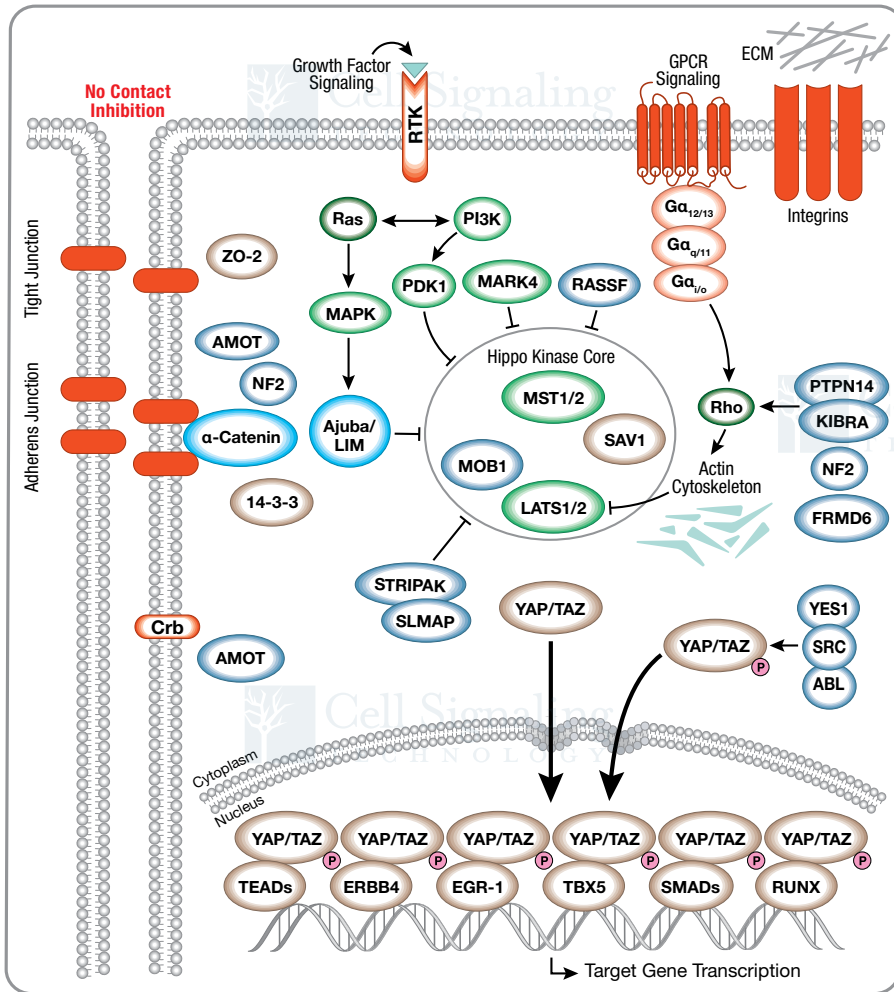 Growth Factor
Signaling
RTK
GPCR
Signaling
ECM
No Contact
Inhibition
Cell Signaling
Integrins
Tight Junction
Adherens Junction
ZO-2
AMOT
NF2
α-Catenin
14-3-3
Crb
AMOT
Ras
PI3K
MAPK
PDK1
MARK4
RASSF
Ajuba/
LIM
Hippo Kinase Core
MST1/2
SAV1
MOB1
LATS1/2
STRIPAK
SLMAP
Gα12/13
Gαq/11
Gαi/o
Rho
Actin
Cytoskeleton
PTPN14
KIBRA
NF2
FRMD6
YAP/TAZ
YAP/TAZ
P
YES1
SRC
ABL
Cell Signaling
TECHNOLOGY
Cytoplasm
Nucleus
YAP/TAZ
P
YAP/TAZ
P
YAP/TAZ
P
YAP/TAZ
P
YAP/TAZ
P
YAP/TAZ
P
TEADs
ERBB4
EGR-1
TBX5
SMADs
RUNX
Target Gene Transcription